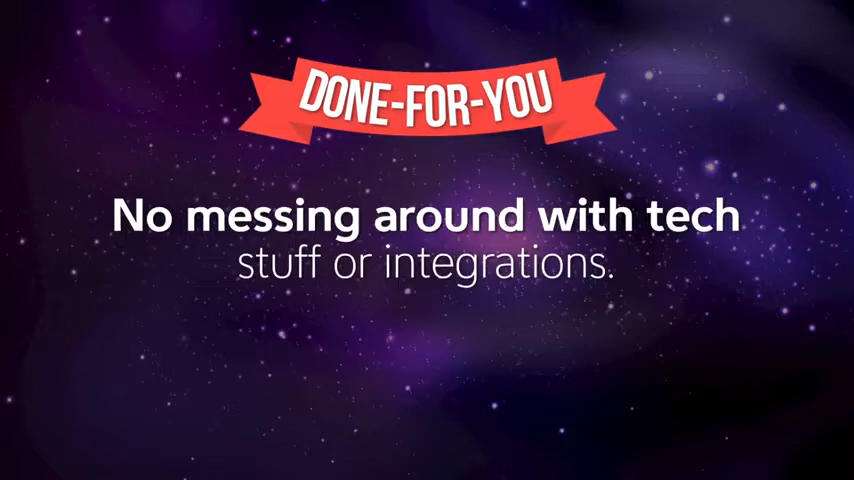 DONE-FOR-YOU
No messing around with tech
stuff or integrations.